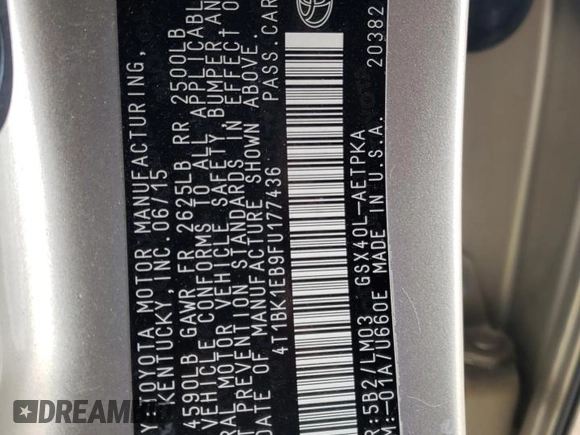 BY TOYOTA MOTOR MANUFACTURING,
KENTUCKY INC. 06/15
4590LB GAWR FR 2625LB RR 2500LB
VEHICLE CONFORMS TO ALL APPLICABLE
RAL MOTOR VEHICLE SAFETY, BUMPER AN
T PREVENTION STANDARDS IN EFFECT O
DATE OF MANUFACTURE SHOWN ABOVE
4T1BK1EB9FU177436 PASS.CAR
R:5B2/LM03 GSX40L-AETPKA
M:-01A/U660E MADE IN U.S.A. 20382
DREAM